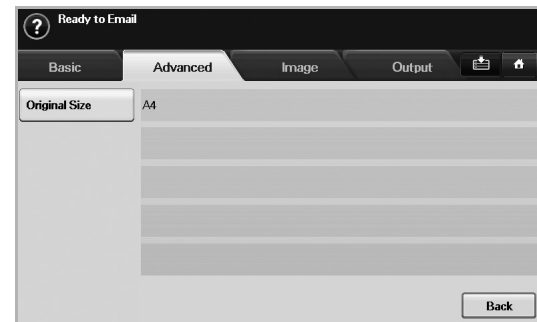 ? Ready to Email
Basic Advanced Image Output
Original Size A4
Back